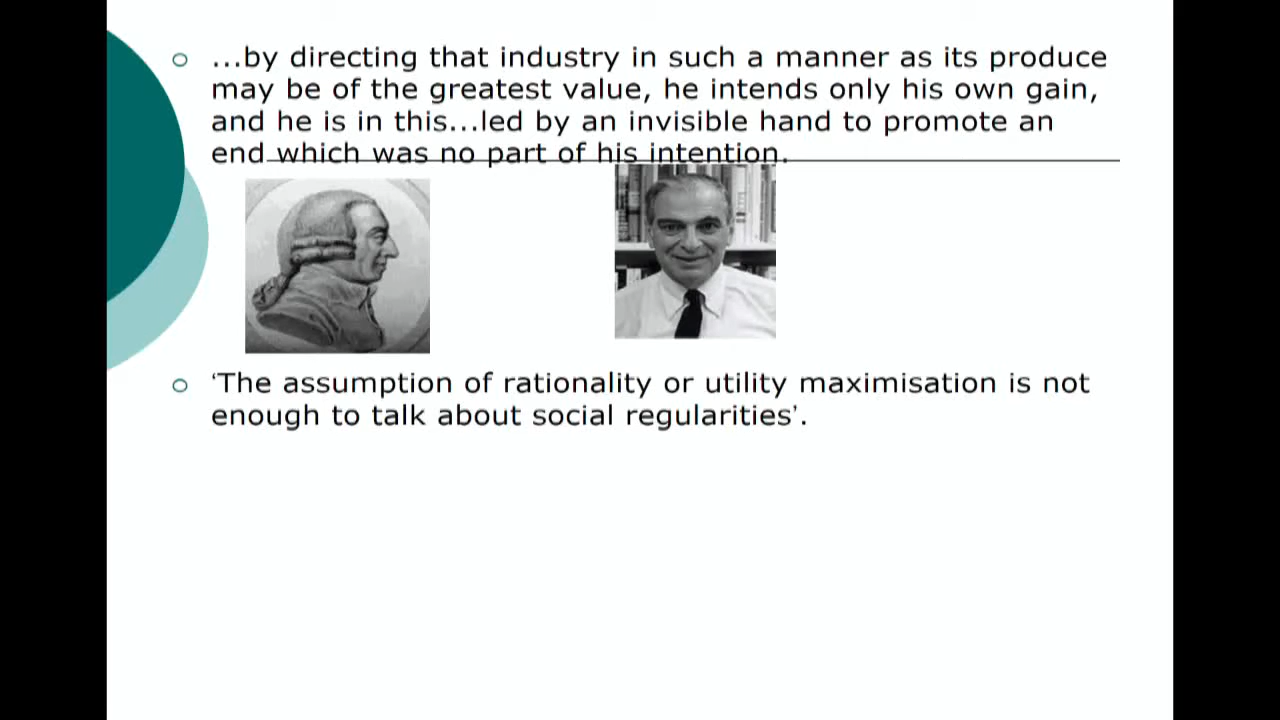 ...by directing that industry in such a manner as its produce
may be of the greatest value, he intends only his own gain,
and he is in this...led by an invisible hand to promote an
end which was no part of his intention.
‘The assumption of rationality or utility maximisation is not
enough to talk about social regularities’.